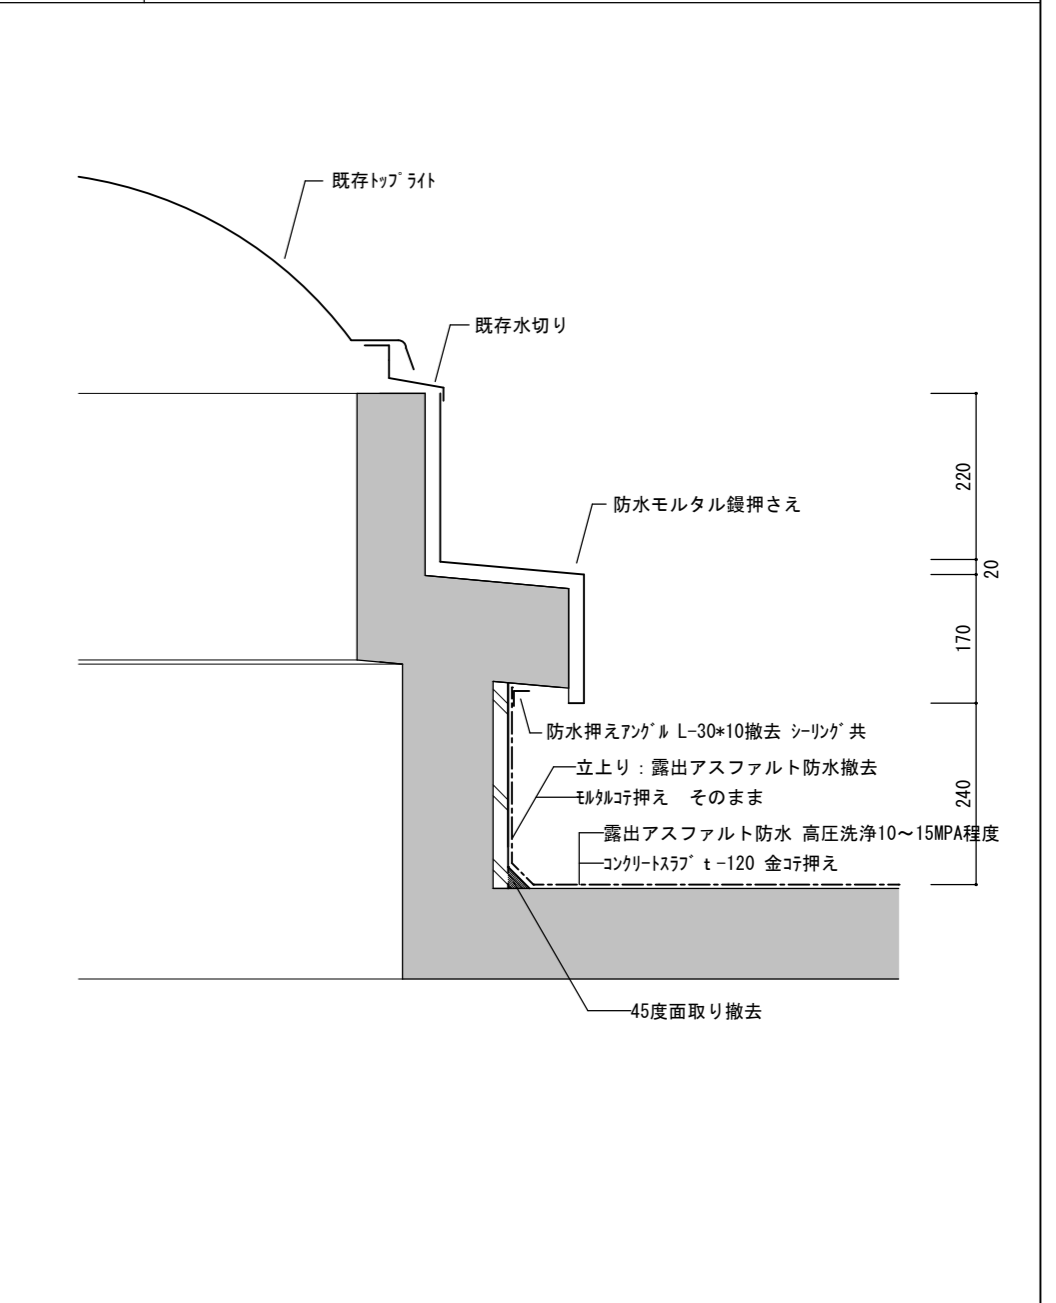 既存ﾄｯﾌﾟﾗｲﾄ
既存水切り
防水モルタル鏝押さえ
220
20
170
240
防水押えｱﾝｸﾞﾙ L-30*10撤去 ｼｰﾘﾝｸﾞ共
立上り：露出アスファルト防水撤去
ﾓﾙﾀﾙｺﾃ押え　そのまま
露出アスファルト防水 高圧洗浄10～15MPA程度
ｺﾝｸﾘｰﾄｽﾗﾌﾞ t-120 金ｺﾃ押え
45度面取り撤去